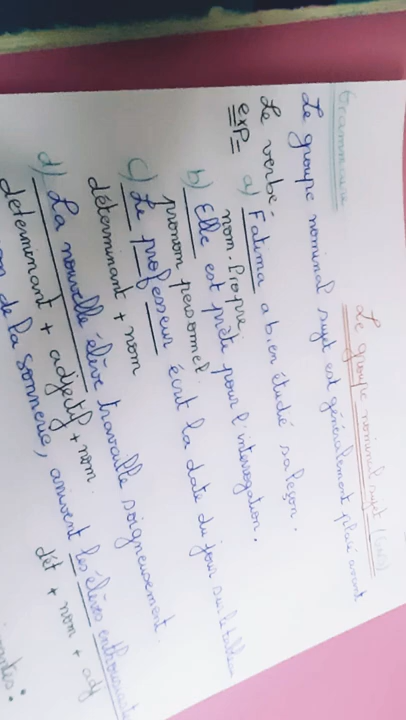 Grammaire
Le groupe nominal sujet (GNS)
Le groupe nominal sujet est généralement placé avant
Le verbe.
exp = a) Fatima a bien étudié sa leçon.
nom propre.
b) Elle est prête pour l'interrogation.
pronom personnel.
c) Le professeur écrit la date du jour sur le tableau
déterminant + nom
d) La nouvelle élève travaille soigneusement.
déterminant + adjectif + nom.
de la sonnerie, arrivent les élèves
dét + nom + adj